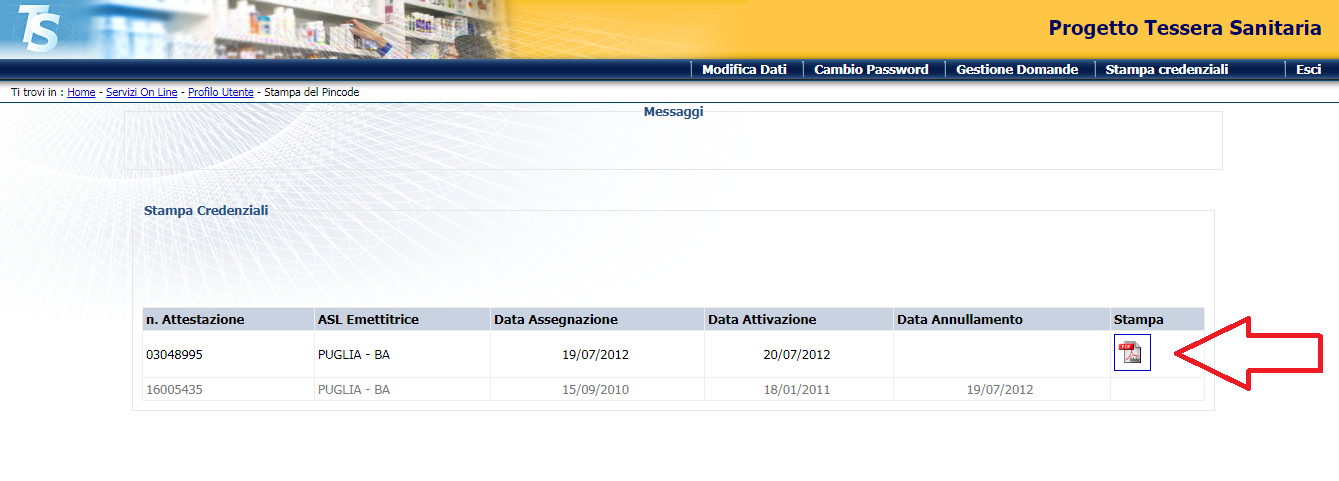 TS
Progetto Tessera Sanitaria
Modifica Dati Cambio Password Gestione Domande Stampa credenziali Esci
Ti trovi in : Home - Servizi On Line - Profilo Utente - Stampa del Pincode
Messaggi
Stampa Credenziali
n. Attestazione ASL Emettitrice Data Assegnazione Data Attivazione Data Annullamento Stampa
03048995 PUGLIA - BA 19/07/2012 20/07/2012 PDF
16005435 PUGLIA - BA 15/09/2010 18/01/2011 19/07/2012